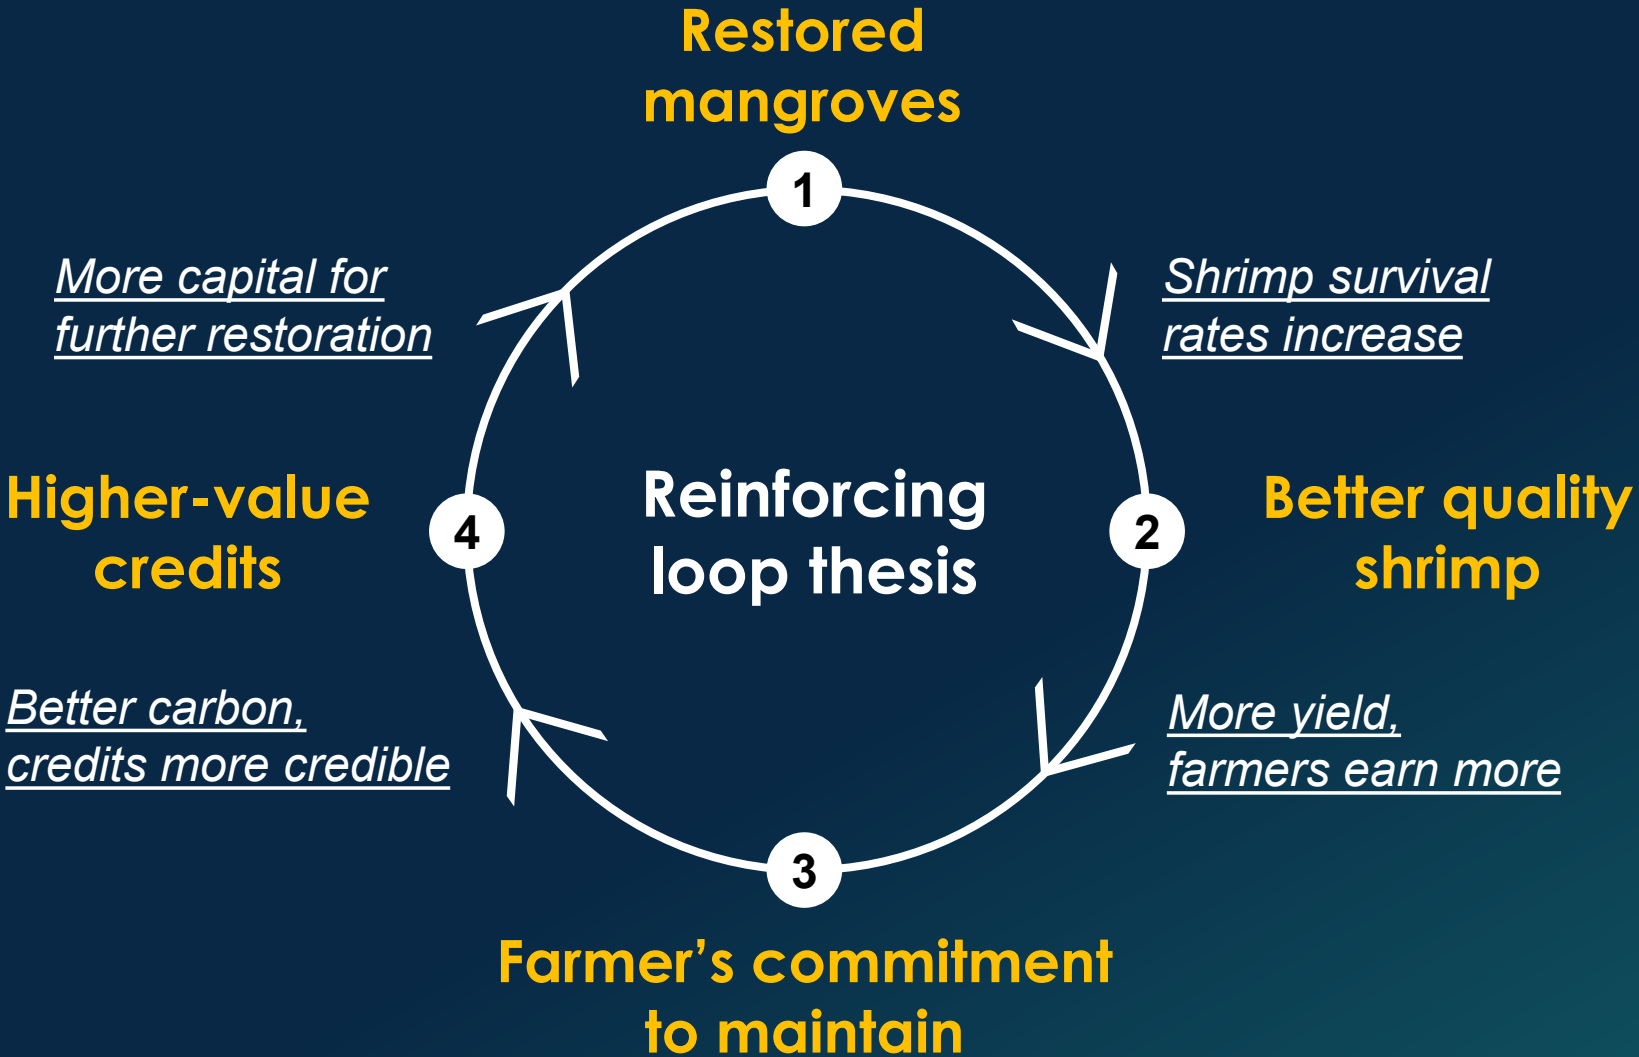 Restored
mangroves
1
More capital for
further restoration
Shrimp survival
rates increase
Higher-value
credits
4
Reinforcing
loop thesis
2
Better quality
shrimp
Better carbon,
credits more credible
More yield,
farmers earn more
3
Farmer’s commitment
to maintain